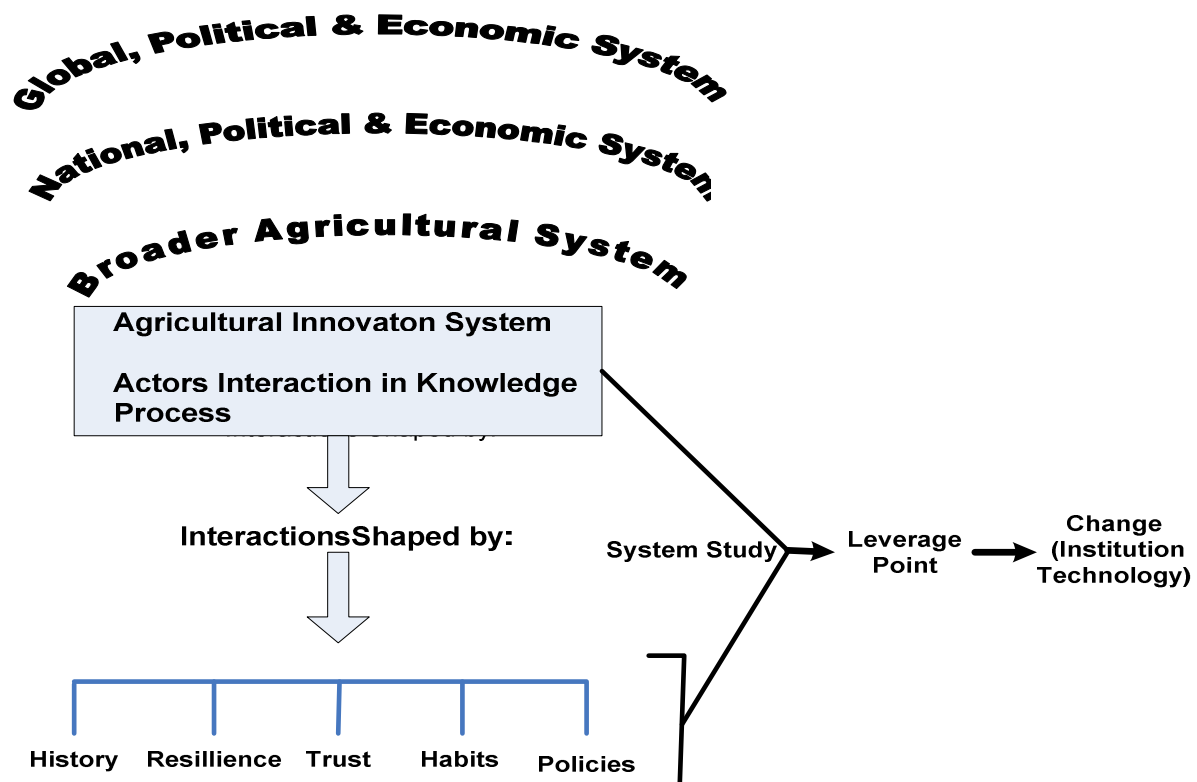 Global, Political & Economic System
National, Political & Economic System
Broader Agricultural System
Agricultural Innovaton System
Actors Interaction in Knowledge
Process
InteractionsShaped by:
System Study
Leverage
Point
Change
(Institution
Technology)
History
Resillience
Trust
Habits
Policies